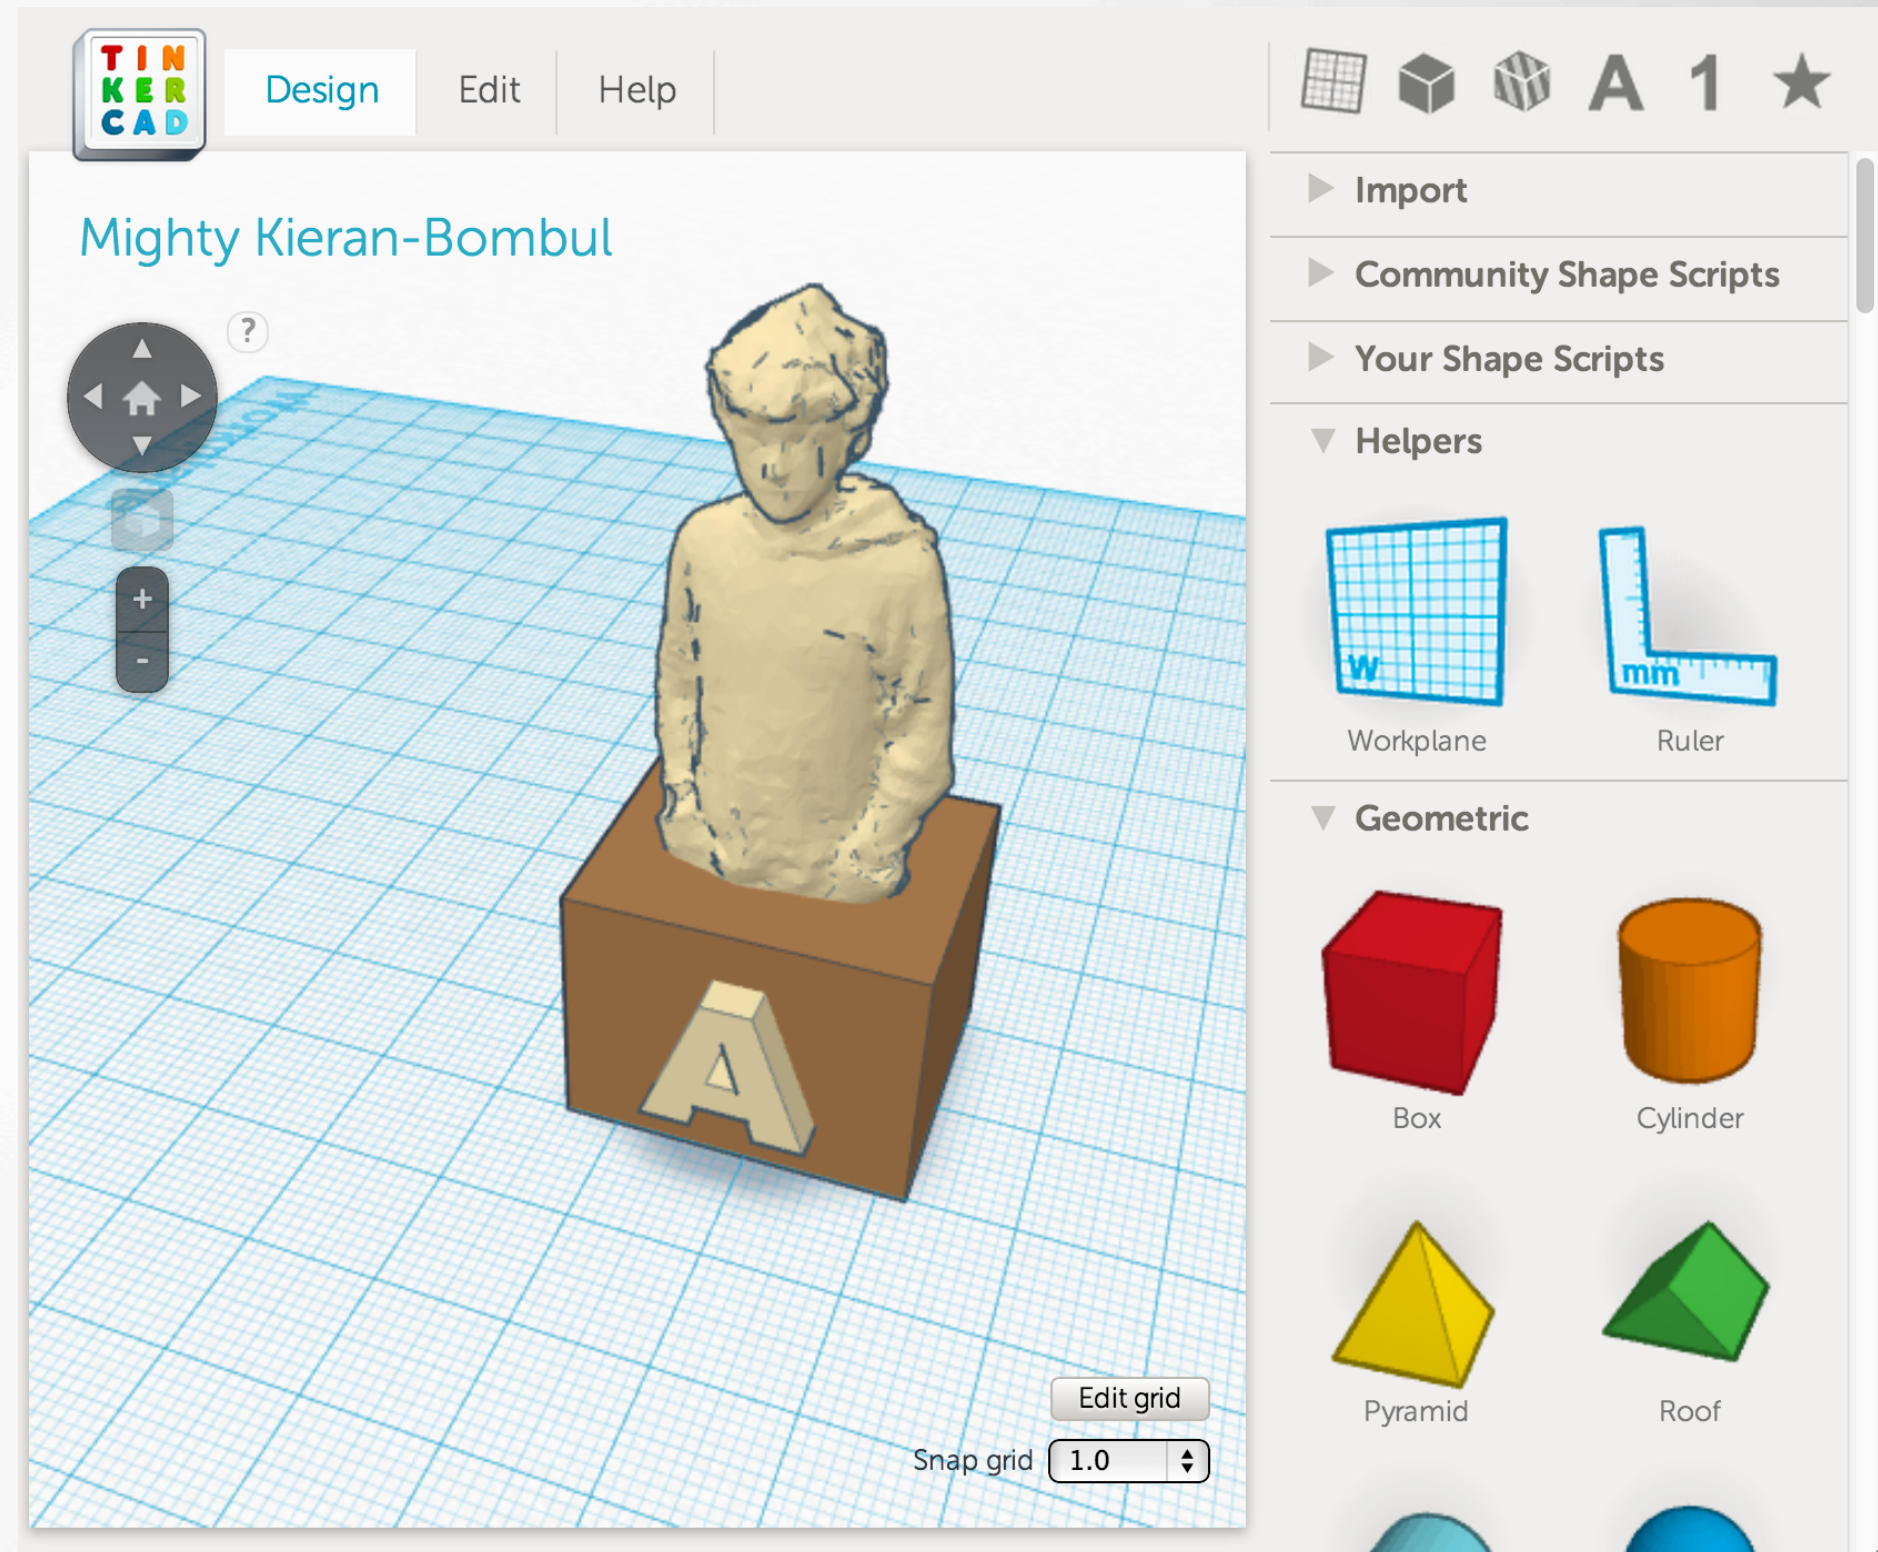 TIN
KER
CAD
Design
Edit
Help
A
1
Mighty Kieran-Bombul
?
+
-
A
Edit grid
Snap grid
1.0
Import
Community Shape Scripts
Your Shape Scripts
Helpers
W
mm
Workplane
Ruler
Geometric
Box
Cylinder
Pyramid
Roof